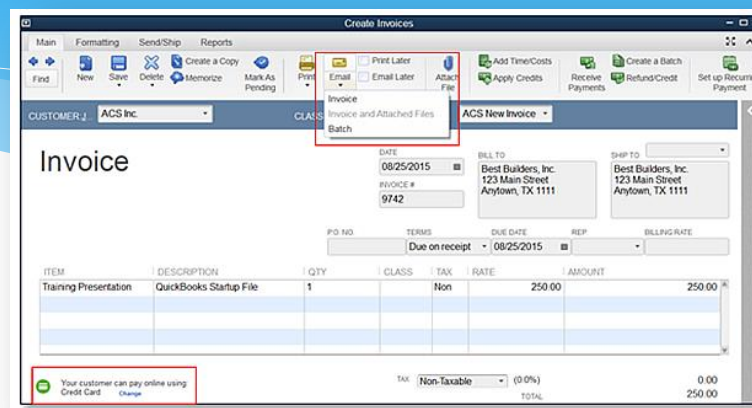 Create Invoices
Main Formatting Send/Ship Reports
Find New Save Delete Create a Copy Memorize Mark As Pending Print Email Print Later Email Later Attach File Add Time/Costs Apply Credits Receive Payments Create a Batch Refund/Credit Set up Recurring Payment
Invoice
Invoice and Attached Files
Batch
CUSTOMER:J... ACS Inc. CLASS ACS New Invoice
Invoice
DATE
08/25/2015
INVOICE #
9742
BILL TO
Best Builders, Inc.
123 Main Street
Anytown, TX 1111
SHIP TO
Best Builders, Inc.
123 Main Street
Anytown, TX 1111
P.O. NO. TERMS DUE DATE REP BILLING RATE
Due on receipt 08/25/2015
ITEM DESCRIPTION QTY CLASS TAX RATE AMOUNT
Training Presentation QuickBooks Startup File 1 Non 250.00 250.00
Your customer can pay online using
Credit Card Change
TAX Non-Taxable (0.0%) 0.00
TOTAL 250.00